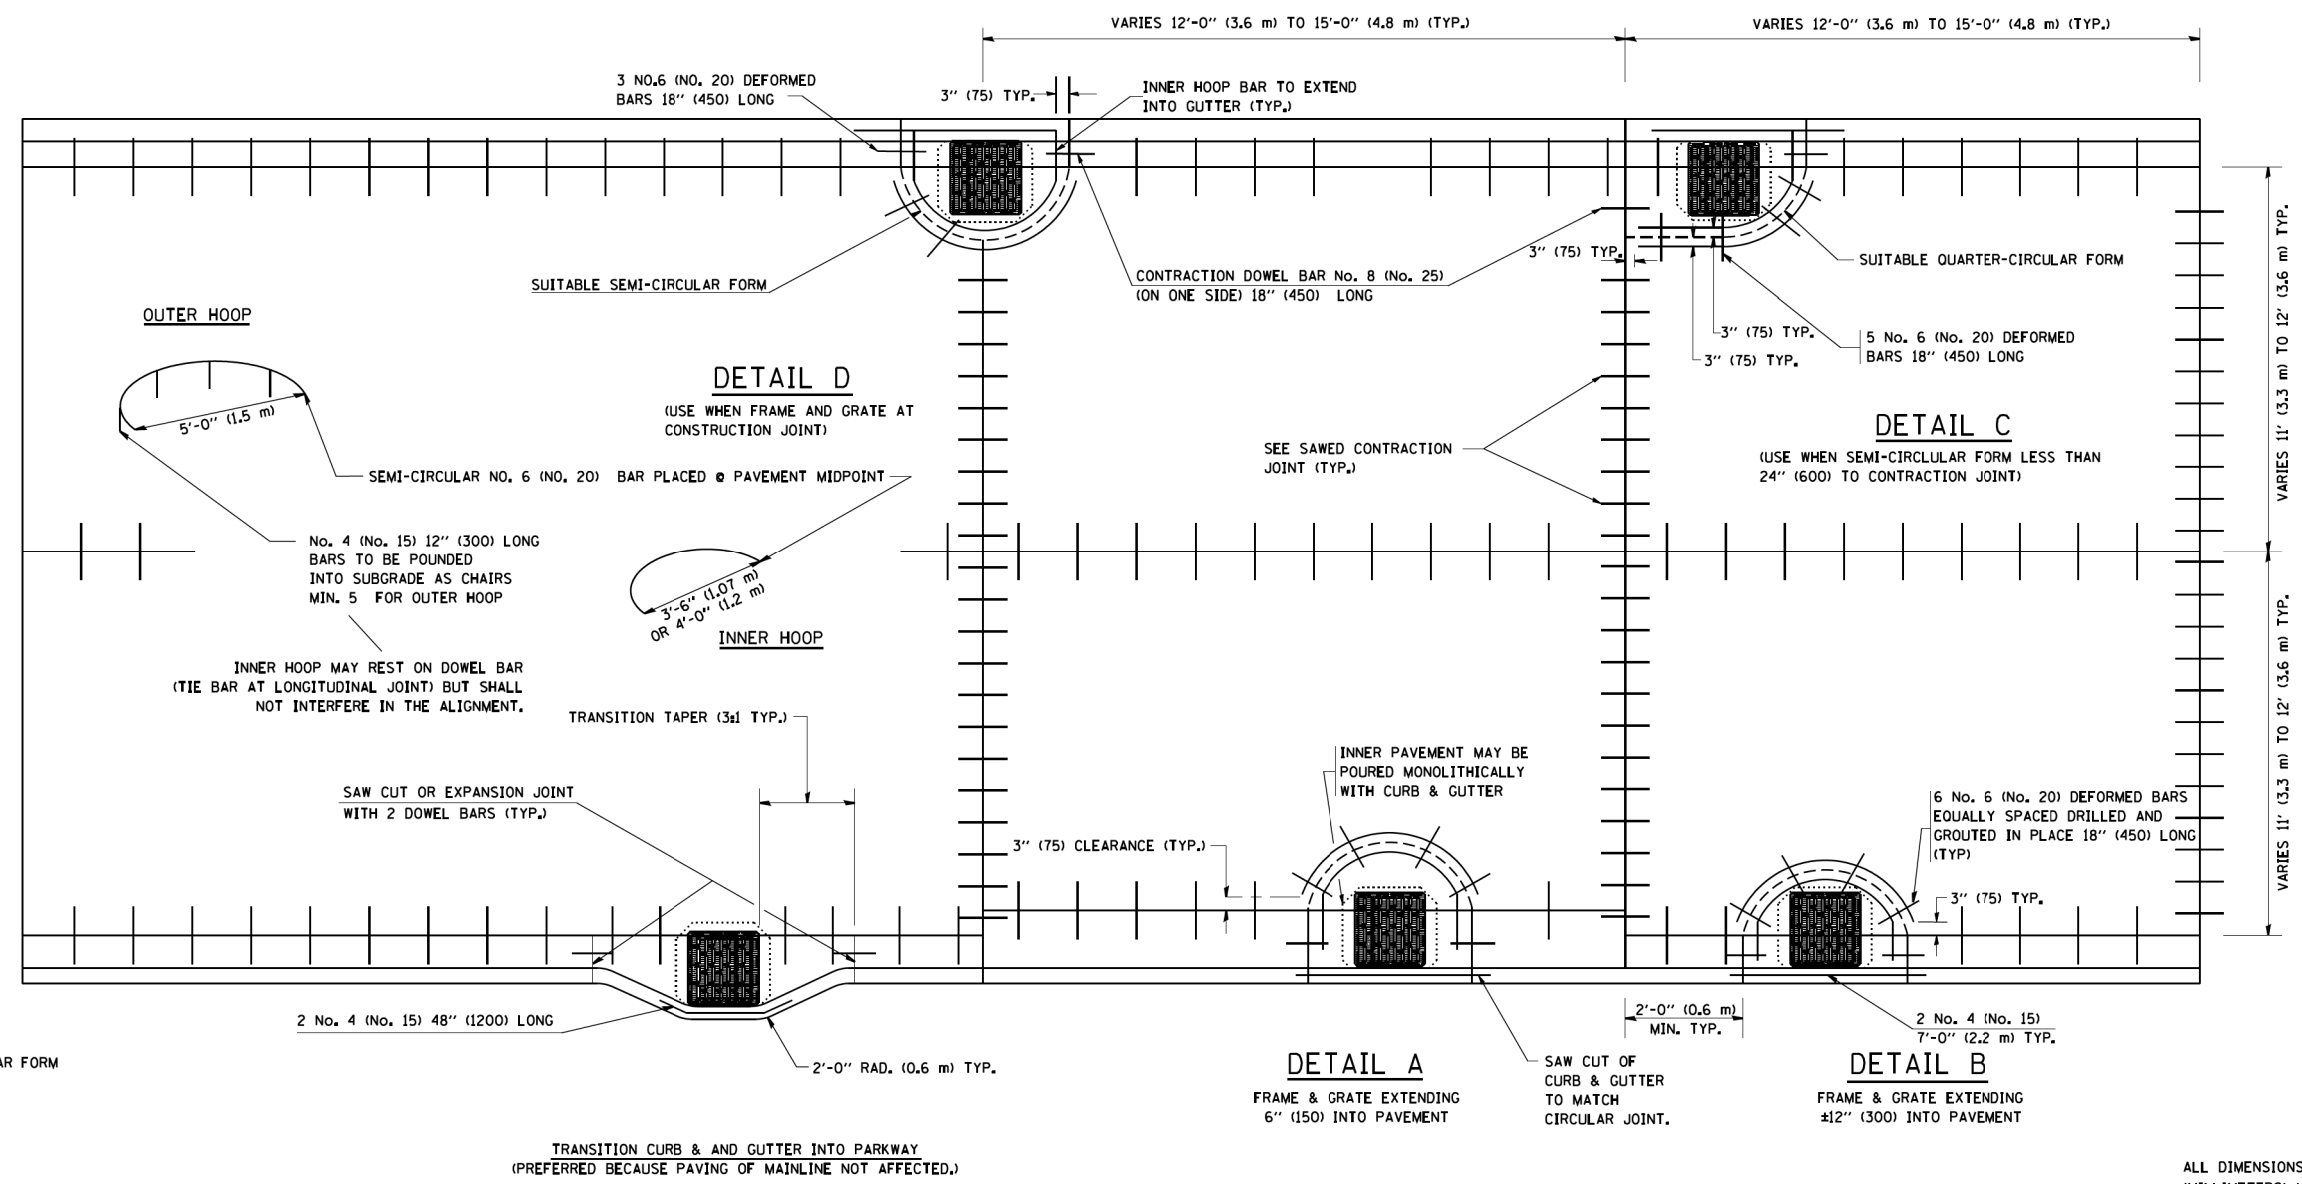 VARIES 12'-0" (3.6 m) TO 15'-0" (4.8 m) (TYP.)
VARIES 12'-0" (3.6 m) TO 15'-0" (4.8 m) (TYP.)
3 NO.6 (NO. 20) DEFORMED
BARS 18" (450) LONG
3" (75) TYP.
INNER HOOP BAR TO EXTEND
INTO GUTTER (TYP.)
SUITABLE SEMI-CIRCULAR FORM
CONTRACTION DOWEL BAR No. 8 (No. 25)
(ON ONE SIDE) 18" (450) LONG
3" (75) TYP.
SUITABLE QUARTER-CIRCULAR FORM
3" (75) TYP.
3" (75) TYP.
5 No. 6 (No. 20) DEFORMED
BARS 18" (450) LONG
VARIES 11' (3.3 m) TO 12' (3.6 m) TYP.
OUTER HOOP
5'-0" (1.5 m)
DETAIL D
(USE WHEN FRAME AND GRATE AT
CONSTRUCTION JOINT)
SEE SAWED CONTRACTION
JOINT (TYP.)
DETAIL C
(USE WHEN SEMI-CIRCLULAR FORM LESS THAN
24" (600) TO CONTRACTION JOINT)
SEMI-CIRCULAR NO. 6 (NO. 20) BAR PLACED @ PAVEMENT MIDPOINT
No. 4 (No. 15) 12" (300) LONG
BARS TO BE POUNDED
INTO SUBGRADE AS CHAIRS
MIN. 5 FOR OUTER HOOP
3'-6" (1.07 m)
OR 4'-0" (1.2 m)
INNER HOOP
INNER HOOP MAY REST ON DOWEL BAR
(TIE BAR AT LONGITUDINAL JOINT) BUT SHALL
NOT INTERFERE IN THE ALIGNMENT.
VARIES 11' (3.3 m) TO 12' (3.6 m) TYP.
TRANSITION TAPER (3:1 TYP.)
SAW CUT OR EXPANSION JOINT
WITH 2 DOWEL BARS (TYP.)
INNER PAVEMENT MAY BE
POURED MONOLITHICALLY
WITH CURB & GUTTER
3" (75) CLEARANCE (TYP.)
6 No. 6 (No. 20) DEFORMED BARS
EQUALLY SPACED DRILLED AND
GROUTED IN PLACE 18" (450) LONG
(TYP)
3" (75) TYP.
2 No. 4 (No. 15) 48" (1200) LONG
2'-0" RAD. (0.6 m) TYP.
2'-0" (0.6 m)
MIN. TYP.
2 No. 4 (No. 15)
7'-0" (2.2 m) TYP.
AR FORM
DETAIL A
FRAME & GRATE EXTENDING
6" (150) INTO PAVEMENT
SAW CUT OF
CURB & GUTTER
TO MATCH
CIRCULAR JOINT.
DETAIL B
FRAME & GRATE EXTENDING
±12" (300) INTO PAVEMENT
TRANSITION CURB & AND GUTTER INTO PARKWAY
(PREFERRED BECAUSE PAVING OF MAINLINE NOT AFFECTED.)
ALL DIMENSIONS